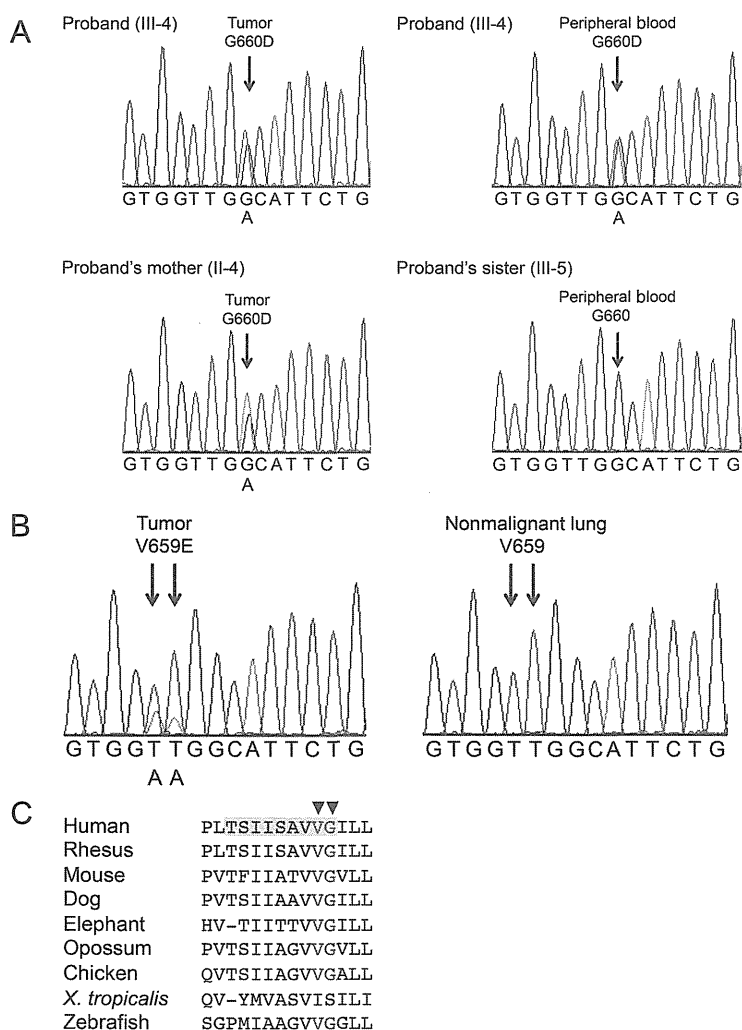 A
Proband (III-4)
Tumor
G660D
GTGGTTGGCATTCTG
A
Proband (III-4)
Peripheral blood
G660D
GTGGTTGGCATTCTG
A
Proband's mother (II-4)
Tumor
G660D
GTGGTTGGCATTCTG
A
Proband's sister (III-5)
Peripheral blood
G660
GTGGTTGGCATTCTG
B
Tumor
V659E
GTGGTTGGCATTCTG
A A
Nonmalignant lung
V659
GTGGTTGGCATTCTG
C
Human PLTSIISAVVGILL
Rhesus PLTSIISAVVGILL
Mouse PVTFIIATVVGVLL
Dog PVTSIIAAVVGILL
Elephant HV-TIITTVVGILL
Opossum PVTSIIAGVVGVLL
Chicken QVTSIIAGVVGALL
X. tropicalis QV-YMVASVISILI
Zebrafish SGPMIAAGVVGGLL